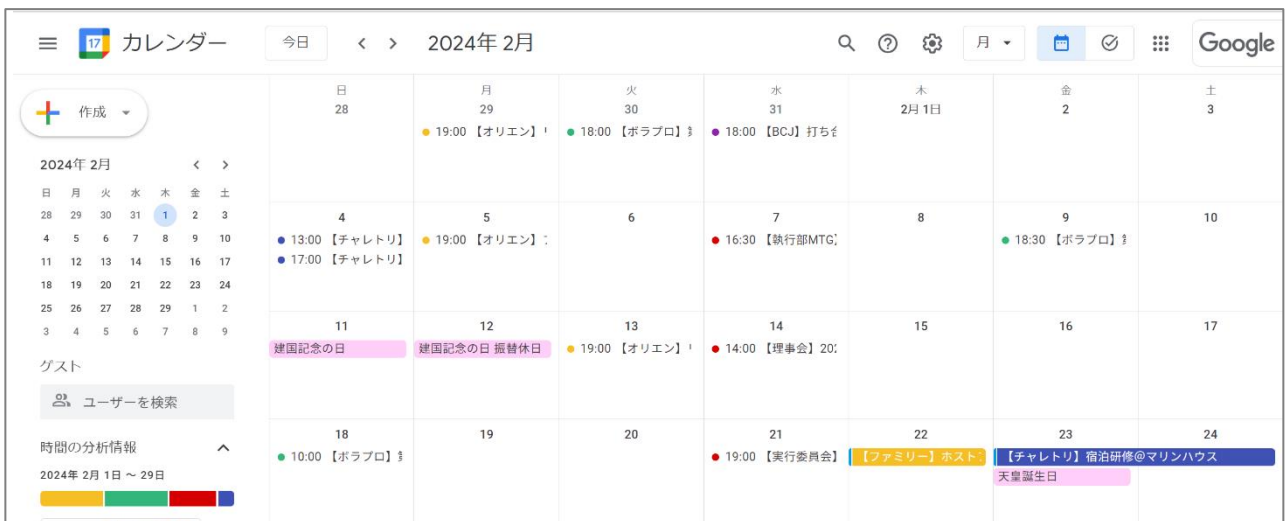 カレンダー 今日 2024年 2月 月 Google
作成
2024年 2月
日 月 火 水 木 金 土
28 29 30 31 1 2 3
4 5 6 7 8 9 10
11 12 13 14 15 16 17
18 19 20 21 22 23 24
25 26 27 28 29 1 2
3 4 5 6 7 8 9
ゲスト
ユーザーを検索
時間の分析情報
2024年 2月 1日 ~ 29日
日 月 火 水 木 金 土
28 29 30 31 2月 1日 2 3
19:00 【オリエン】 18:00 【ボラプロ】 18:00 【BCJ】打ち合
4 5 6 7 8 9 10
13:00 【チャレトリ】 19:00 【オリエン】 16:30 【執行部MTG】 18:30 【ボラプロ】
17:00 【チャレトリ】
11 12 13 14 15 16 17
建国記念の日 建国記念の日 振替休日 19:00 【オリエン】 14:00 【理事会】
18 19 20 21 22 23 24
10:00 【ボラプロ】 19:00 【実行委員会】 【ファミリー】ホスト 【チャレトリ】宿泊研修@マリンハウス
天皇誕生日